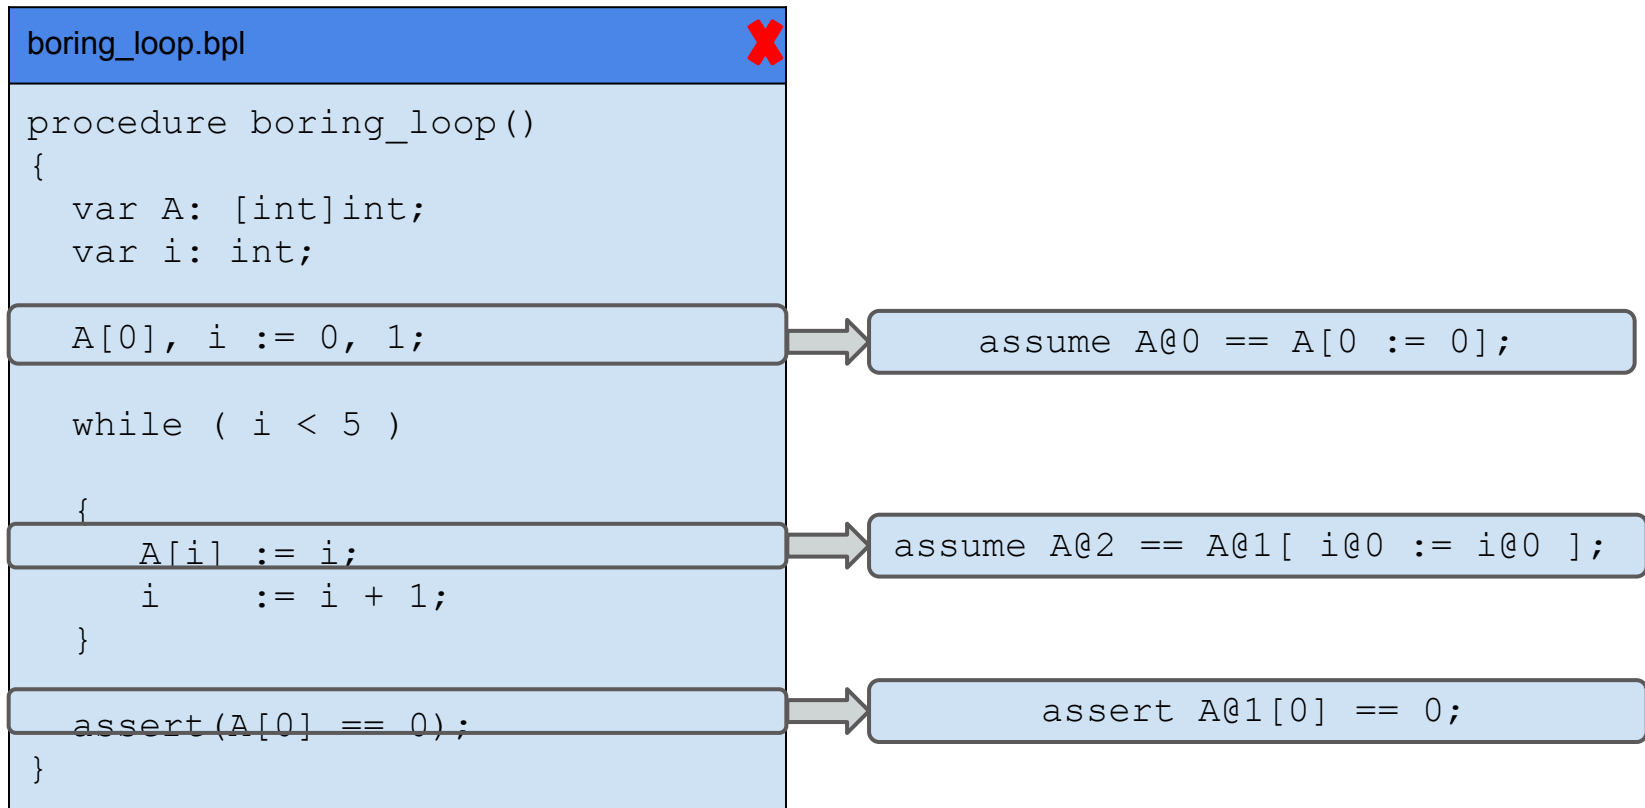 boring_loop.bpl
procedure boring_loop()
{
  var A: [int]int;
  var i: int;
  A[0], i := 0, 1;
assume A@0 == A[0 := 0];
  while ( i < 5 )
  {
     A[i] := i;
assume A@2 == A@1[ i@0 := i@0 ];
     i    := i + 1;
  }
  assert(A[0] == 0);
assert A@1[0] == 0;
}